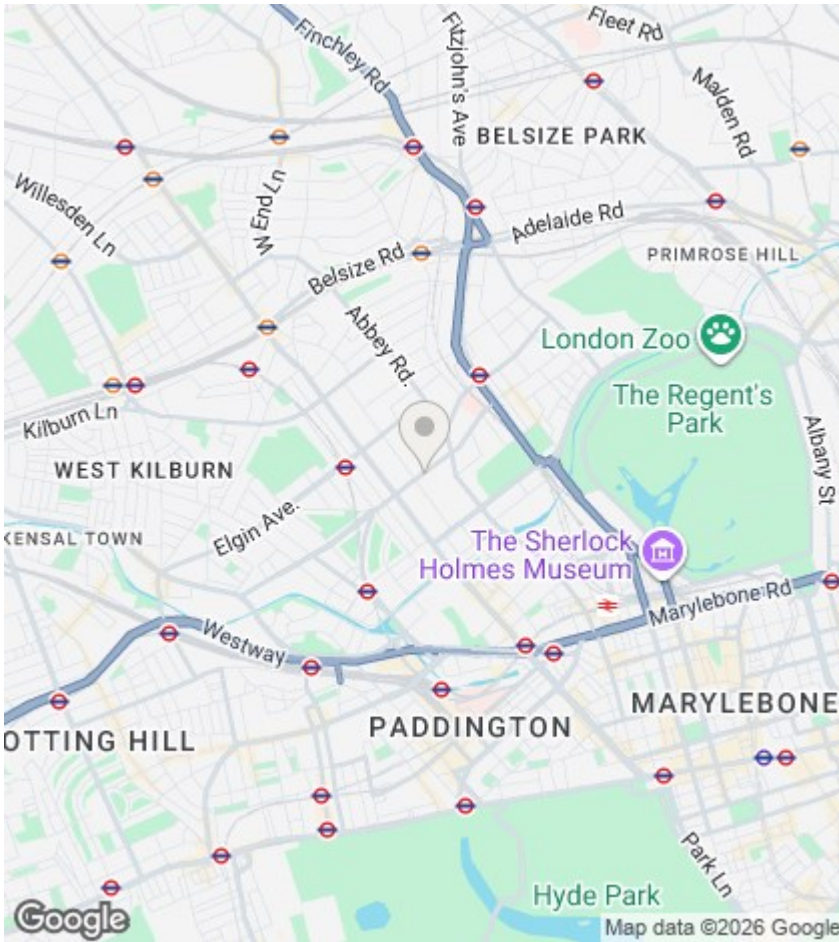 Fleet Rd
Finchley Rd
Fitzjohn's Ave
Malden Rd
BELSIZE PARK
Willesden Ln
W End Ln
Adelaide Rd
Belsize Rd
PRIMROSE HILL
Abbey Rd.
London Zoo
The Regent's
Park
Kilburn Ln
Albany St
WEST KILBURN
Elgin Ave.
KENSAL TOWN
The Sherlock
Holmes Museum
Marylebone Rd
Westway
MARYLEBONE
PADDINGTON
OTTING HILL
Park Ln
Hyde Park
Google
Map data ©2026 Google